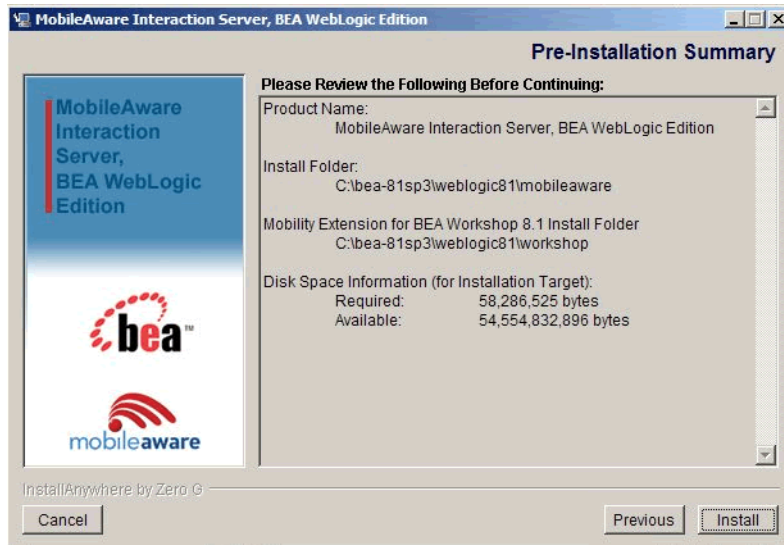 MobileAware Interaction Server, BEA WebLogic Edition
Pre-Installation Summary
MobileAware
Interaction
Server,
BEA WebLogic
Edition
bea™
mobileaware
Please Review the Following Before Continuing:
Product Name:
MobileAware Interaction Server, BEA WebLogic Edition
Install Folder:
C:\bea-81sp3\weblogic81\mobileaware
Mobility Extension for BEA Workshop 8.1 Install Folder
C:\bea-81sp3\weblogic81\workshop
Disk Space Information (for Installation Target):
Required: 58,286,525 bytes
Available: 54,554,832,896 bytes
InstallAnywhere by Zero G
Cancel Previous Install